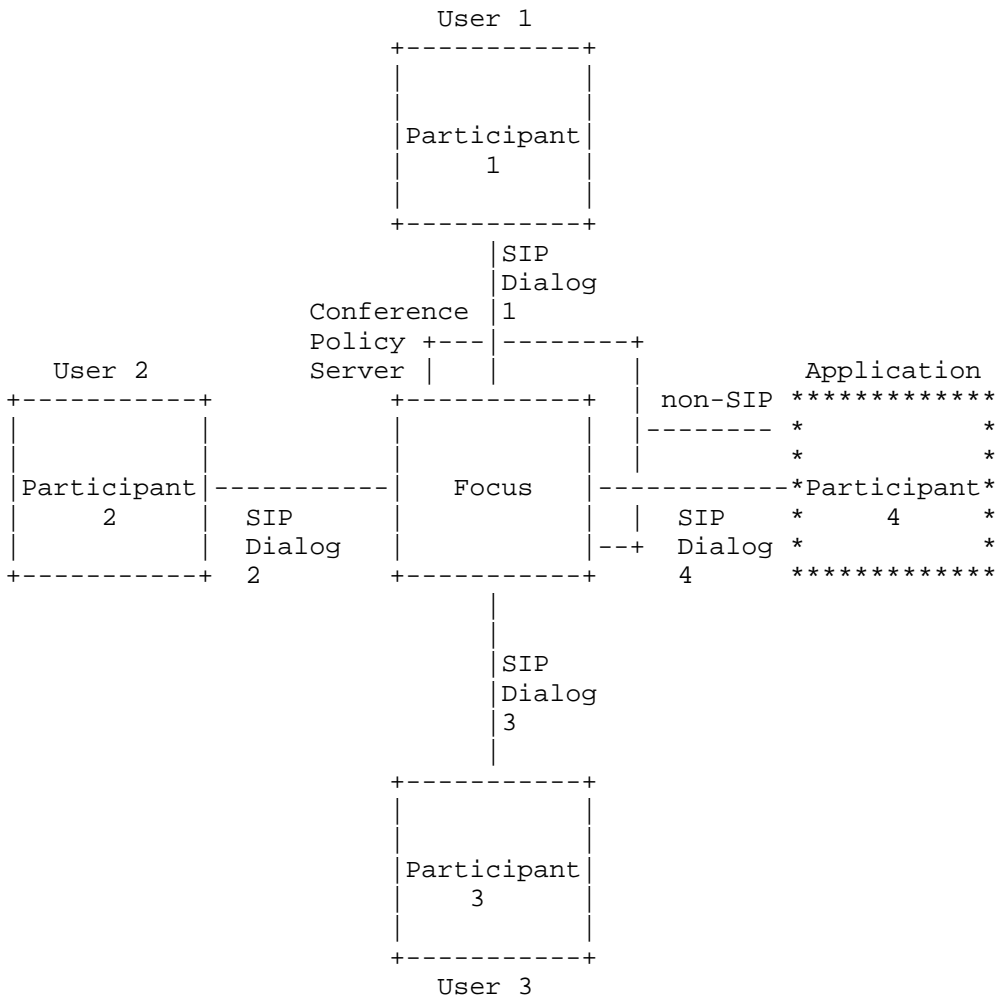 User 1
Participant
1
SIP
Dialog
Conference 1
Policy
User 2 Server Application
non-SIP
Participant Focus Participant
2 SIP SIP 4
Dialog Dialog
2 4
SIP
Dialog
3
Participant
3
User 3